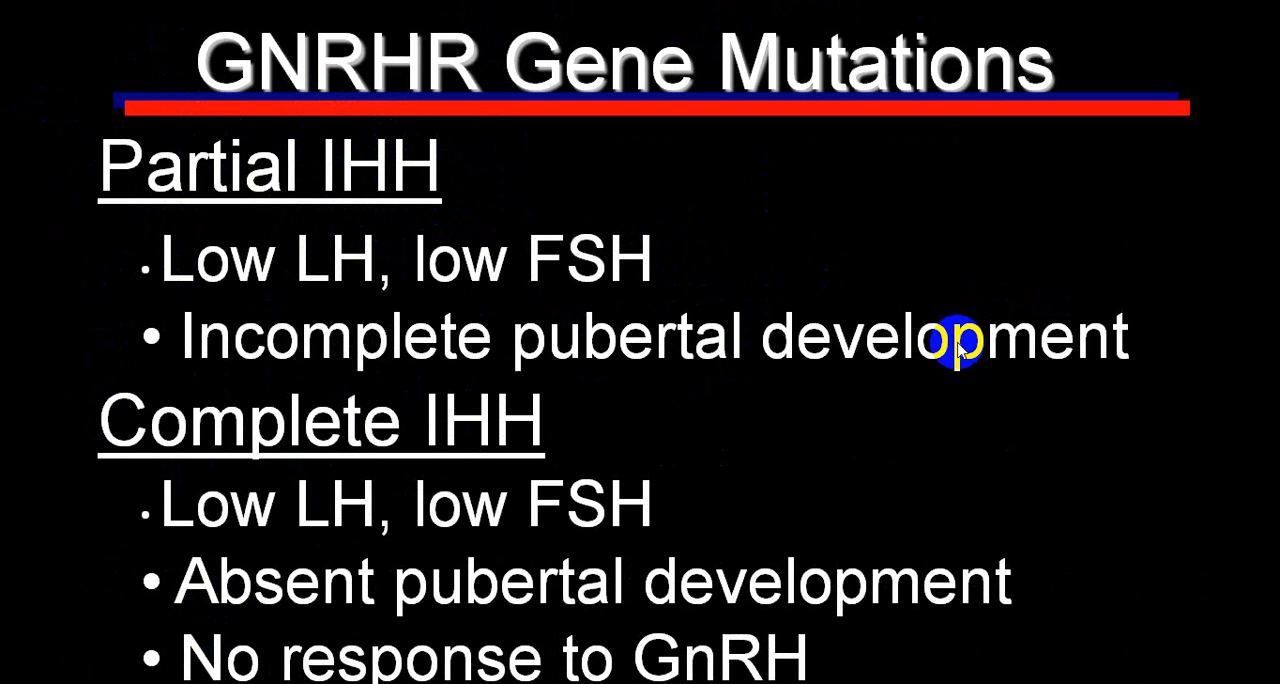 GNRHR Gene Mutations
Partial IHH
• Low LH, low FSH
• Incomplete pubertal development
Complete IHH
• Low LH, low FSH
• Absent pubertal development
• No response to GnRH